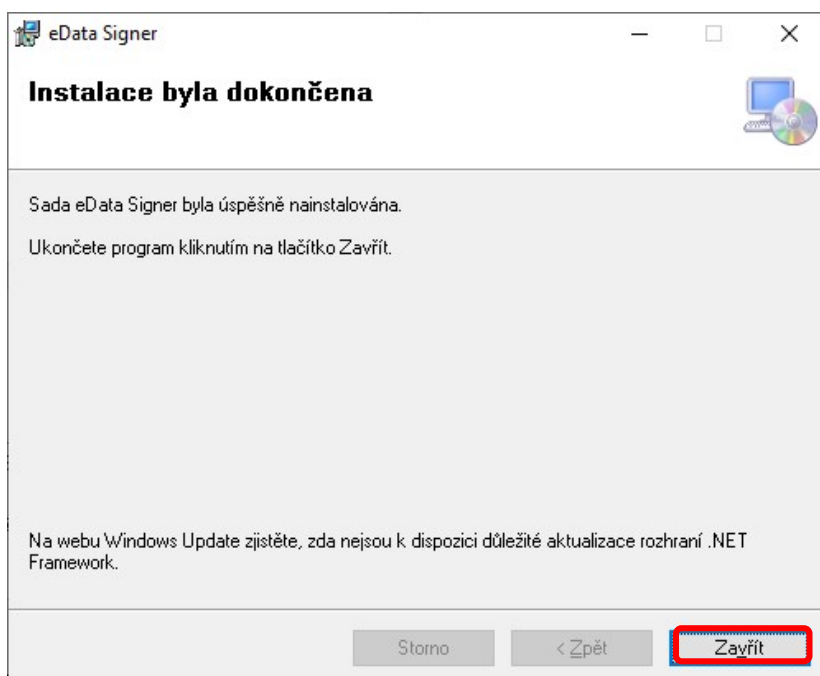 eData Signer
Instalace byla dokončena
Sada eData Signer byla úspěšně nainstalována.
Ukončete program kliknutím na tlačítko Zavřít.
Na webu Windows Update zjistěte, zda nejsou k dispozici důležité aktualizace rozhraní .NET
Framework.
Storno
< Zpět
Zavřít